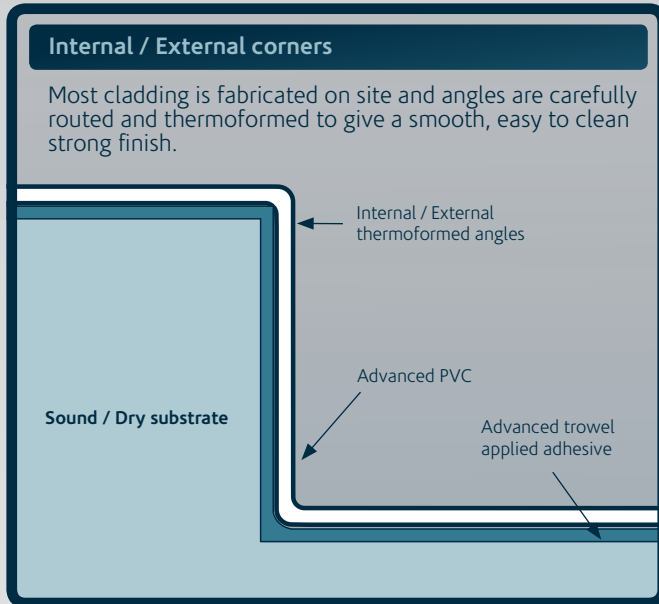 Internal / External corners
Most cladding is fabricated on site and angles are carefully
routed and thermoformed to give a smooth, easy to clean
strong finish.
Internal / External
thermoformed angles
Advanced PVC
Sound / Dry substrate
Advanced trowel
applied adhesive